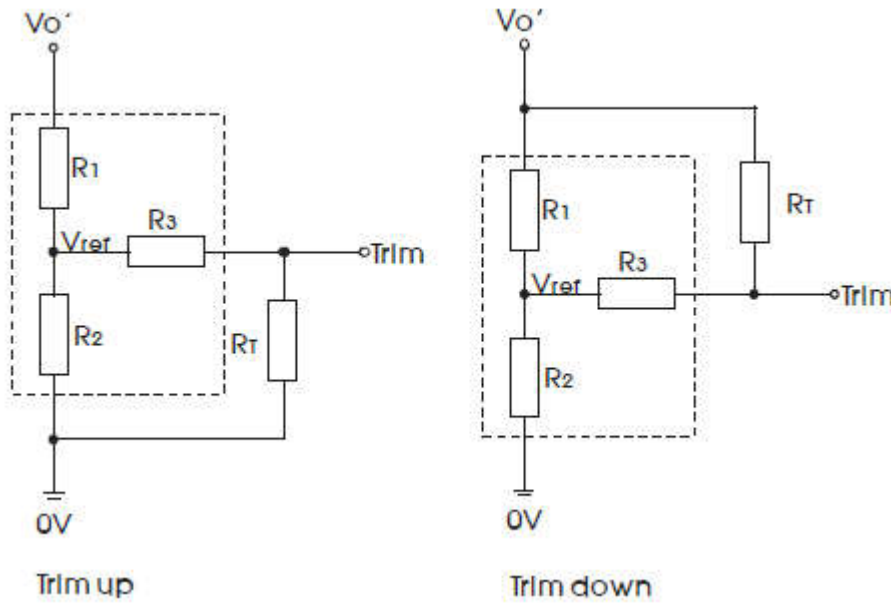 Vo′
R1
R3
Vref
Trim
R2
RT
0V
Trim up
Vo′
R1
RT
R3
Vref
Trim
R2
0V
Trim down